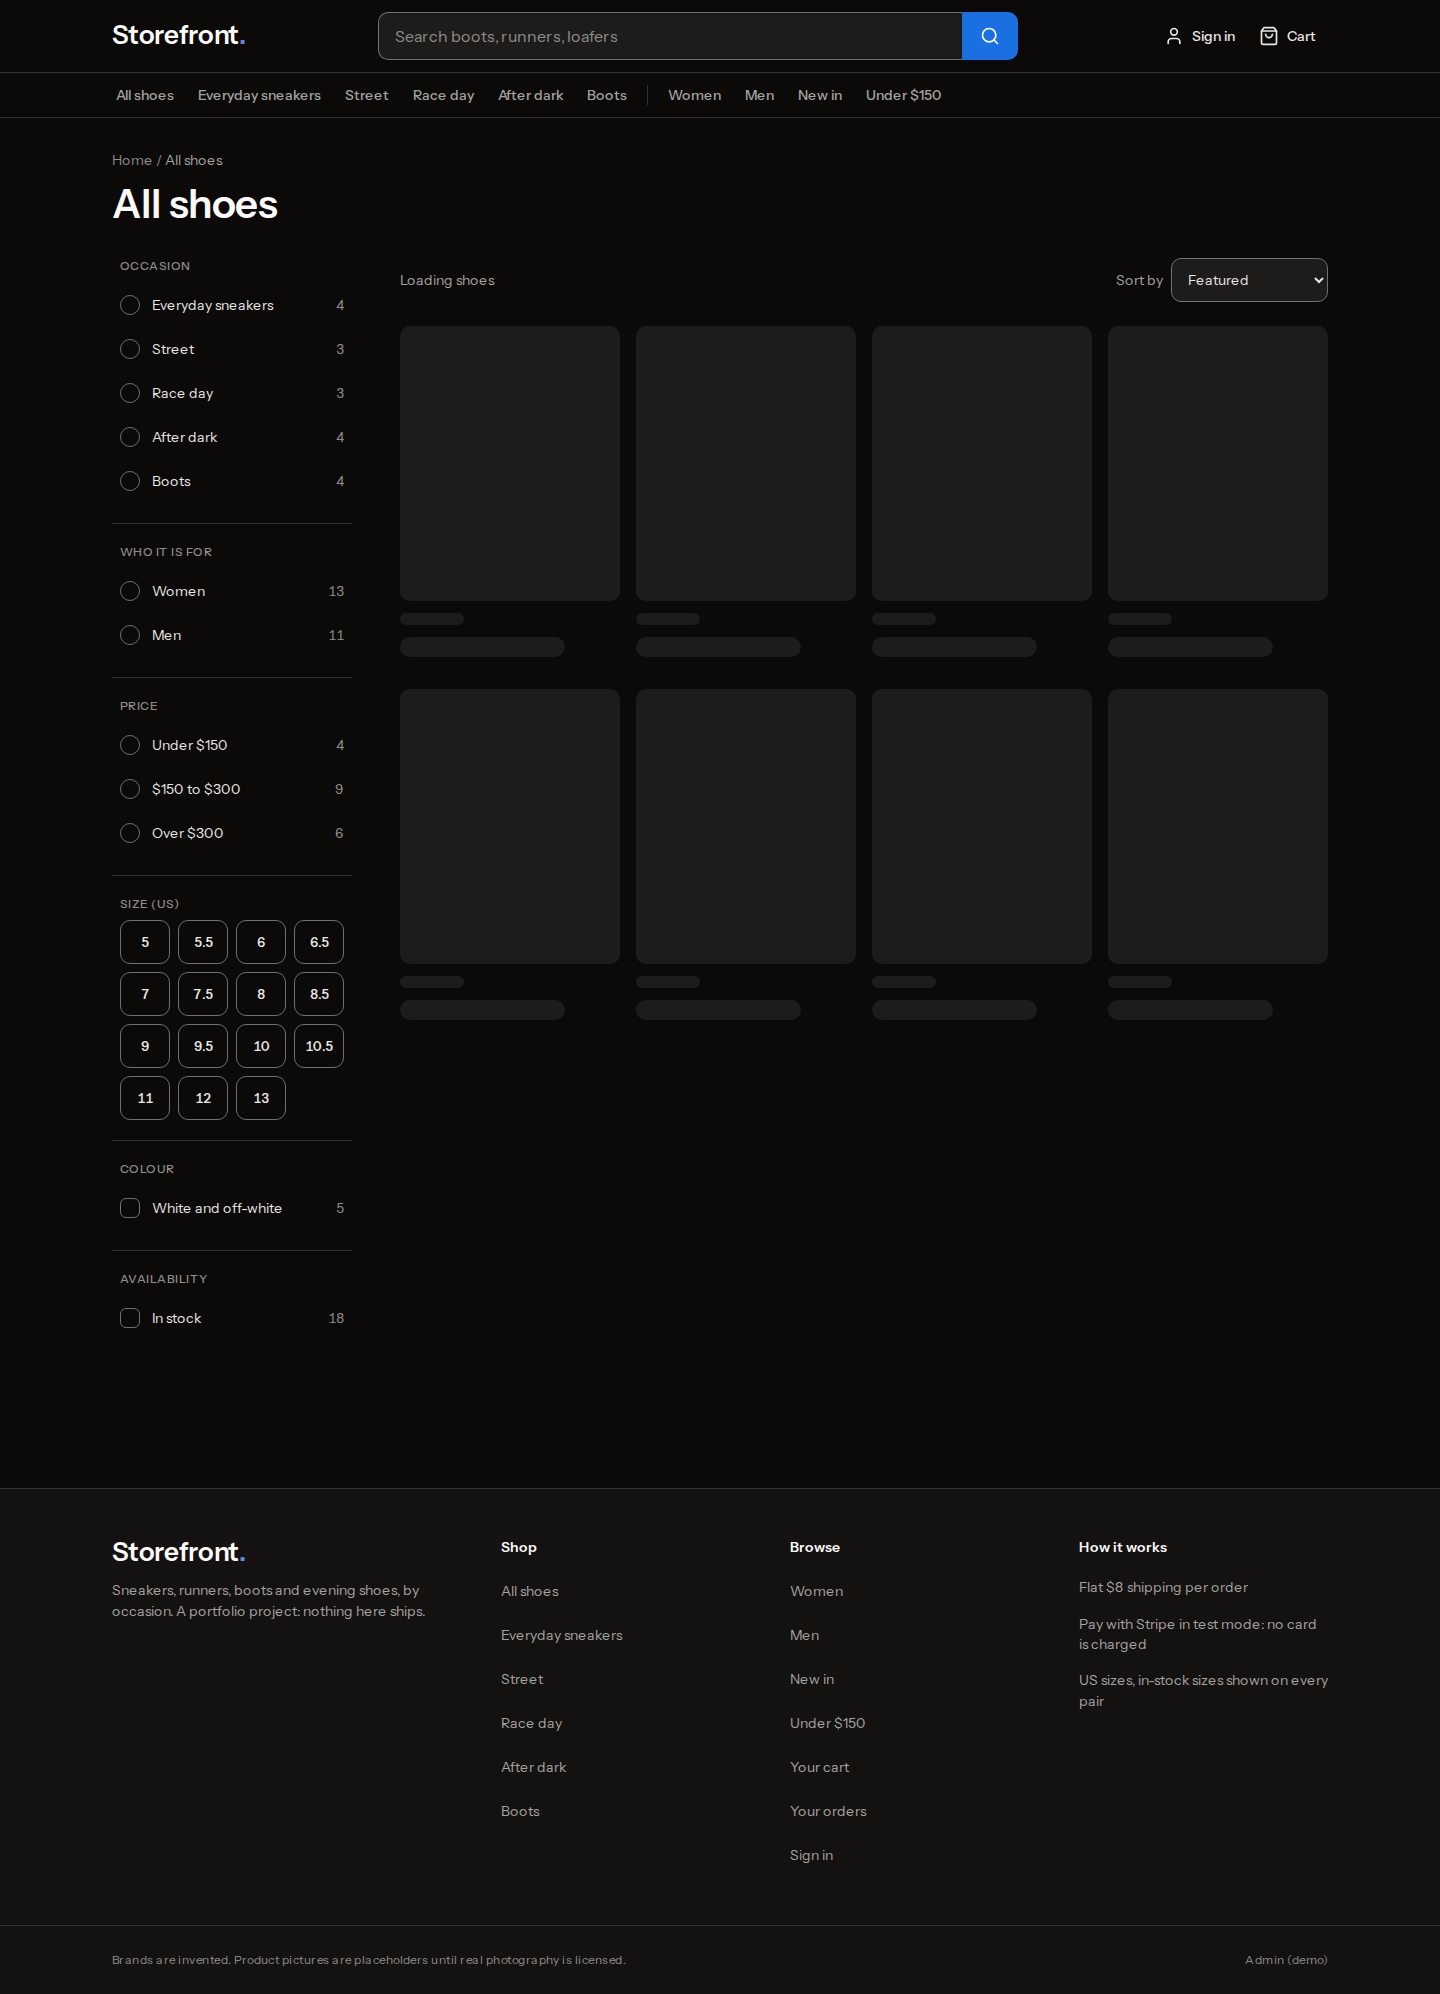 Storefront.
Search boots, runners, loafers
Sign in
Cart
All shoes
Everyday sneakers
Street
Race day
After dark
Boots
Women
Men
New in
Under $150
Home / All shoes
All shoes
OCCASION
Everyday sneakers 4
Street 3
Race day 3
After dark 4
Boots 4
WHO IT IS FOR
Women 13
Men 11
PRICE
Under $150 4
$150 to $300 9
Over $300 6
SIZE (US)
5 5.5 6 6.5
7 7.5 8 8.5
9 9.5 10 10.5
11 12 13
COLOUR
White and off-white 5
AVAILABILITY
In stock 18
Loading shoes
Sort by Featured
Storefront.
Sneakers, runners, boots and evening shoes, by
occasion. A portfolio project: nothing here ships.
Shop
All shoes
Everyday sneakers
Street
Race day
After dark
Boots
Browse
Women
Men
New in
Under $150
Your cart
Your orders
Sign in
How it works
Flat $8 shipping per order
Pay with Stripe in test mode: no card
is charged
US sizes, in-stock sizes shown on every
pair
Brands are invented. Product pictures are placeholders until real photography is licensed.
Admin (demo)